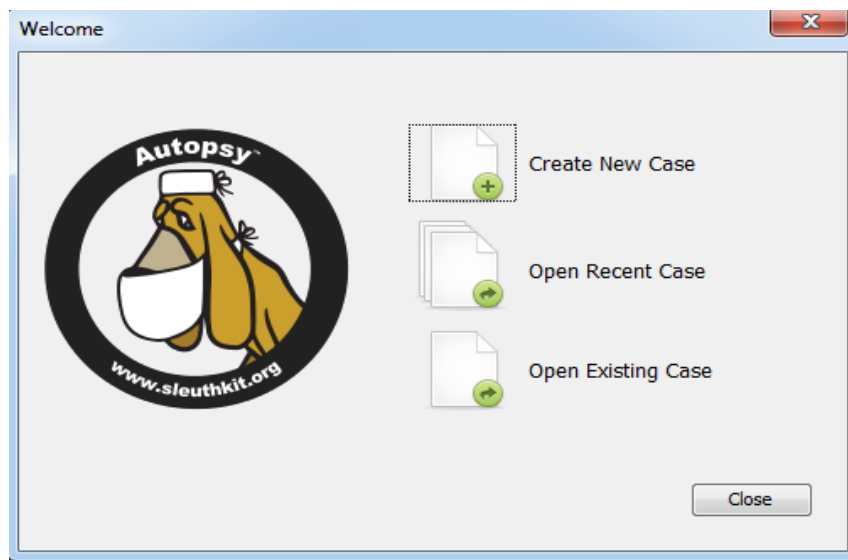 Welcome
Autopsy™
www.sleuthkit.org
Create New Case
Open Recent Case
Open Existing Case
Close